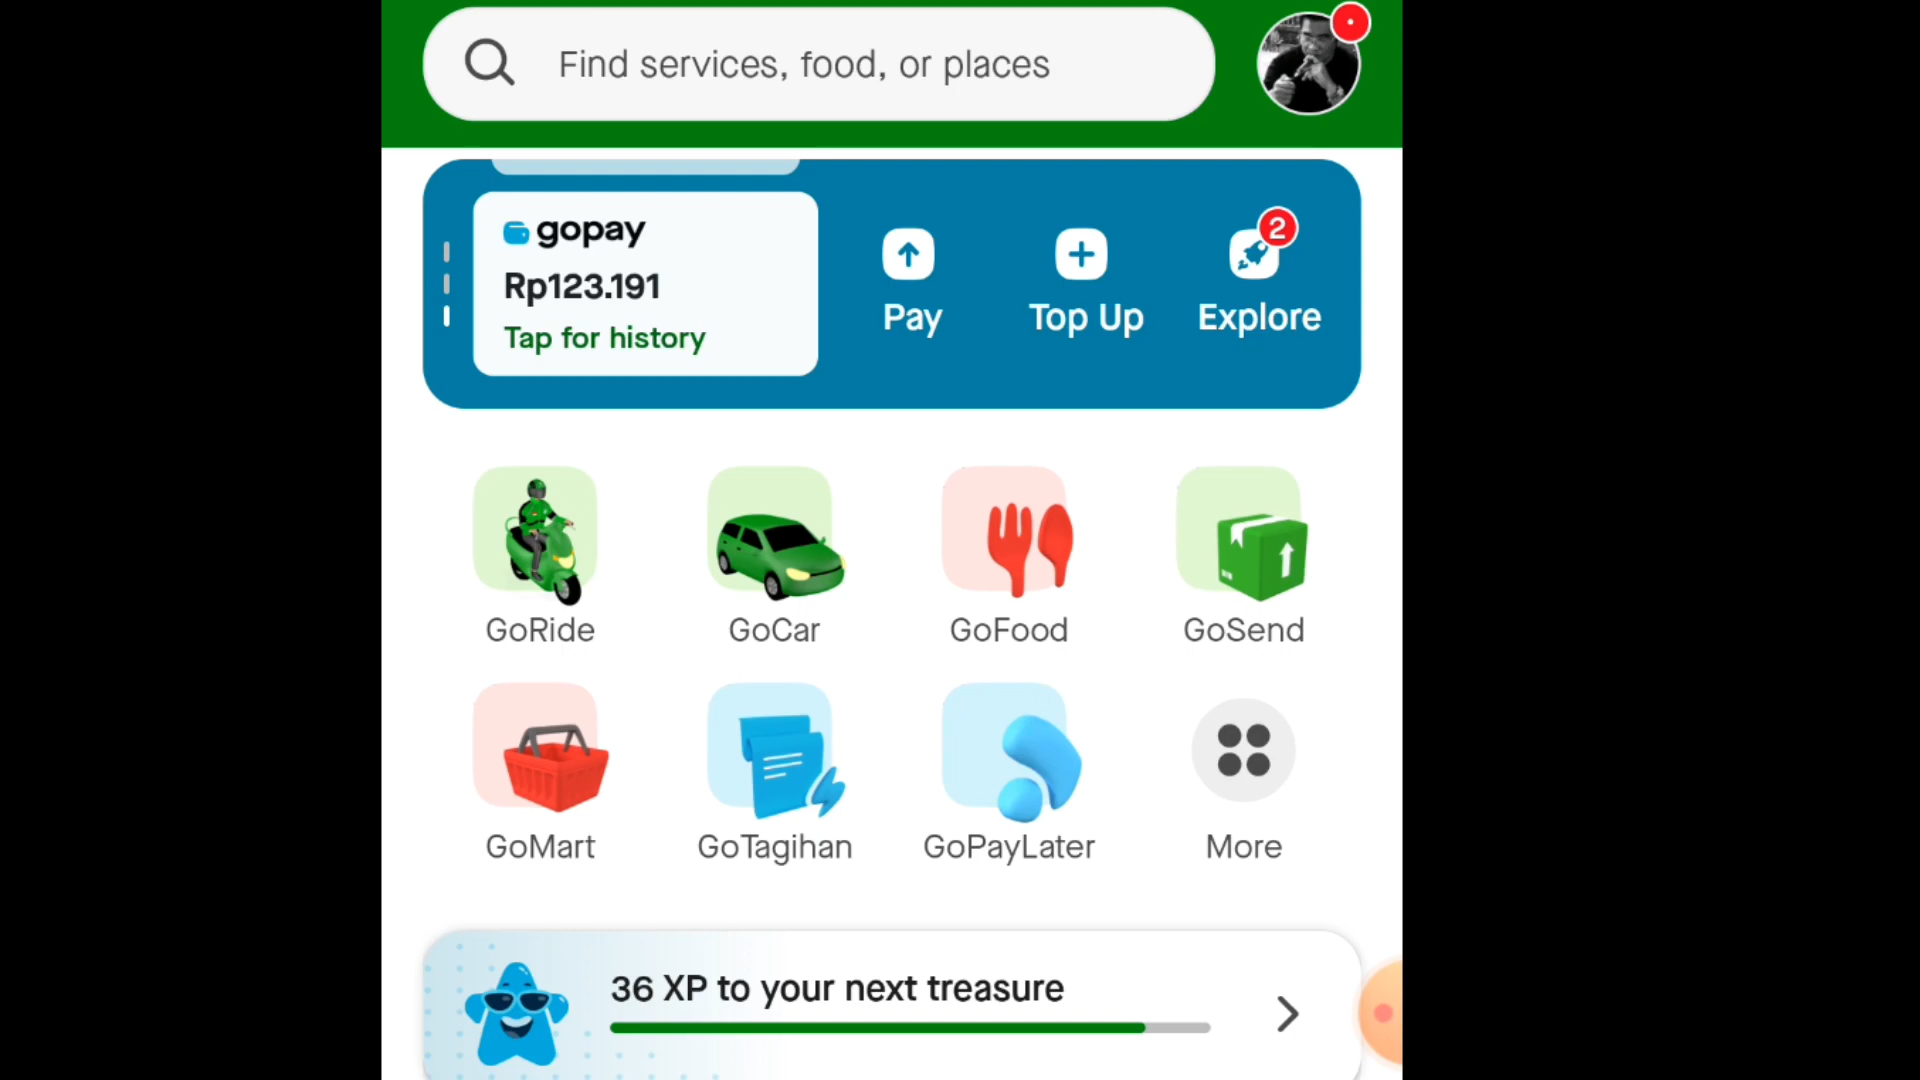 Find services, food, or places
gopay
Rp123.191
Tap for history
Pay
Top Up
2
Explore
GoRide
GoCar
GoFood
GoSend
GoMart
GoTagihan
GoPayLater
More
36 XP to your next treasure